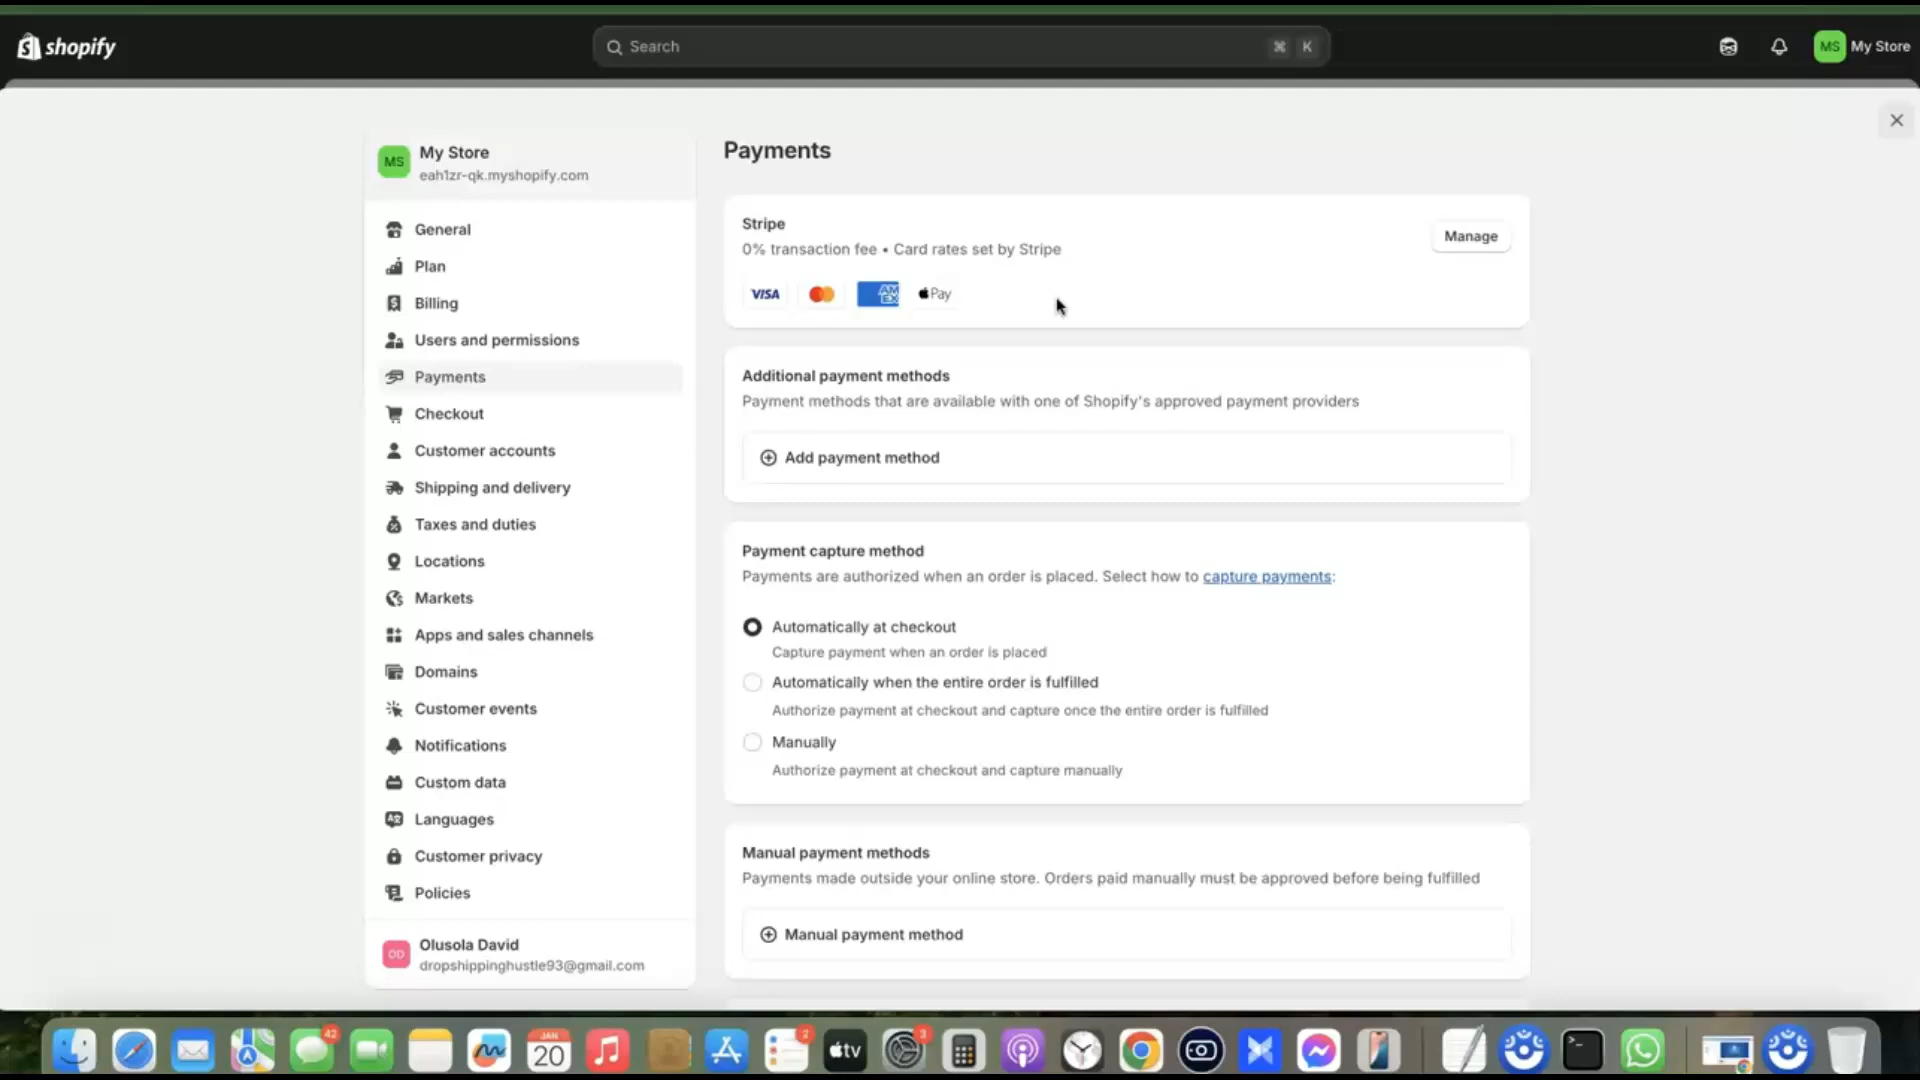 shopify
Search
⌘ K
MS My Store
MS
My Store
eah1zr-qk.myshopify.com
General
Plan
Billing
Users and permissions
Payments
Checkout
Customer accounts
Shipping and delivery
Taxes and duties
Locations
Markets
Apps and sales channels
Domains
Customer events
Notifications
Custom data
Languages
Customer privacy
Policies
OD
Olusola David
dropshippinghustle93@gmail.com
Payments
Stripe
0% transaction fee • Card rates set by Stripe
Manage
VISA AM EX Pay
Additional payment methods
Payment methods that are available with one of Shopify's approved payment providers
Add payment method
Payment capture method
Payments are authorized when an order is placed. Select how to capture payments:
Automatically at checkout
Capture payment when an order is placed
Automatically when the entire order is fulfilled
Authorize payment at checkout and capture once the entire order is fulfilled
Manually
Authorize payment at checkout and capture manually
Manual payment methods
Payments made outside your online store. Orders paid manually must be approved before being fulfilled
Manual payment method
42
JAN
20
2
tv
3